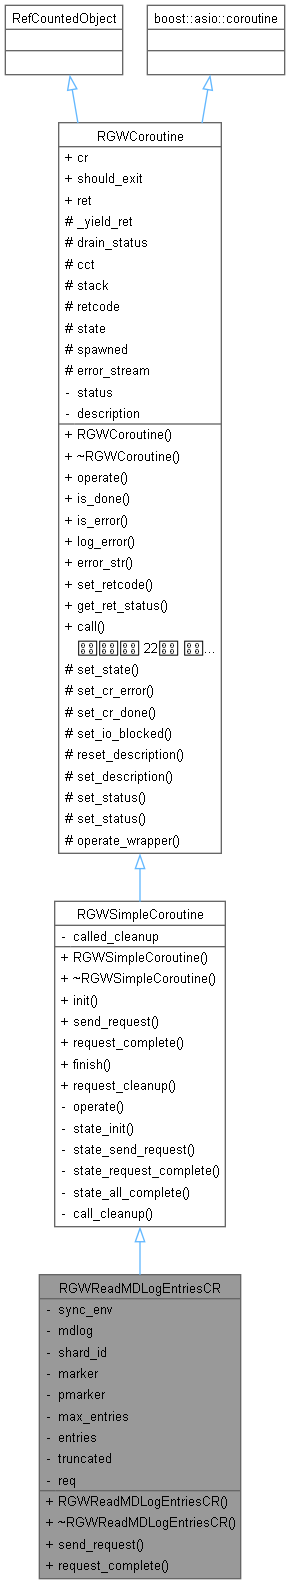 RefCountedObject
boost::asio::coroutine
RGWCoroutine
+ cr
+ should_exit
+ ret
# _yield_ret
# drain_status
# cct
# stack
# retcode
# state
# spawned
# error_stream
- status
- description
+ RGWCoroutine()
+ ~RGWCoroutine()
+ operate()
+ is_done()
+ is_error()
+ log_error()
+ error_str()
+ set_retcode()
+ get_ret_status()
+ call()
22 ...
# set_state()
# set_cr_error()
# set_cr_done()
# set_io_blocked()
# reset_description()
# set_description()
# set_status()
# set_status()
# operate_wrapper()
RGWSimpleCoroutine
- called_cleanup
+ RGWSimpleCoroutine()
+ ~RGWSimpleCoroutine()
+ init()
+ send_request()
+ request_complete()
+ finish()
+ request_cleanup()
- operate()
- state_init()
- state_send_request()
- state_request_complete()
- state_all_complete()
- call_cleanup()
RGWReadMDLogEntriesCR
- sync_env
- mdlog
- shard_id
- marker
- pmarker
- max_entries
- entries
- truncated
- req
+ RGWReadMDLogEntriesCR()
+ ~RGWReadMDLogEntriesCR()
+ send_request()
+ request_complete()